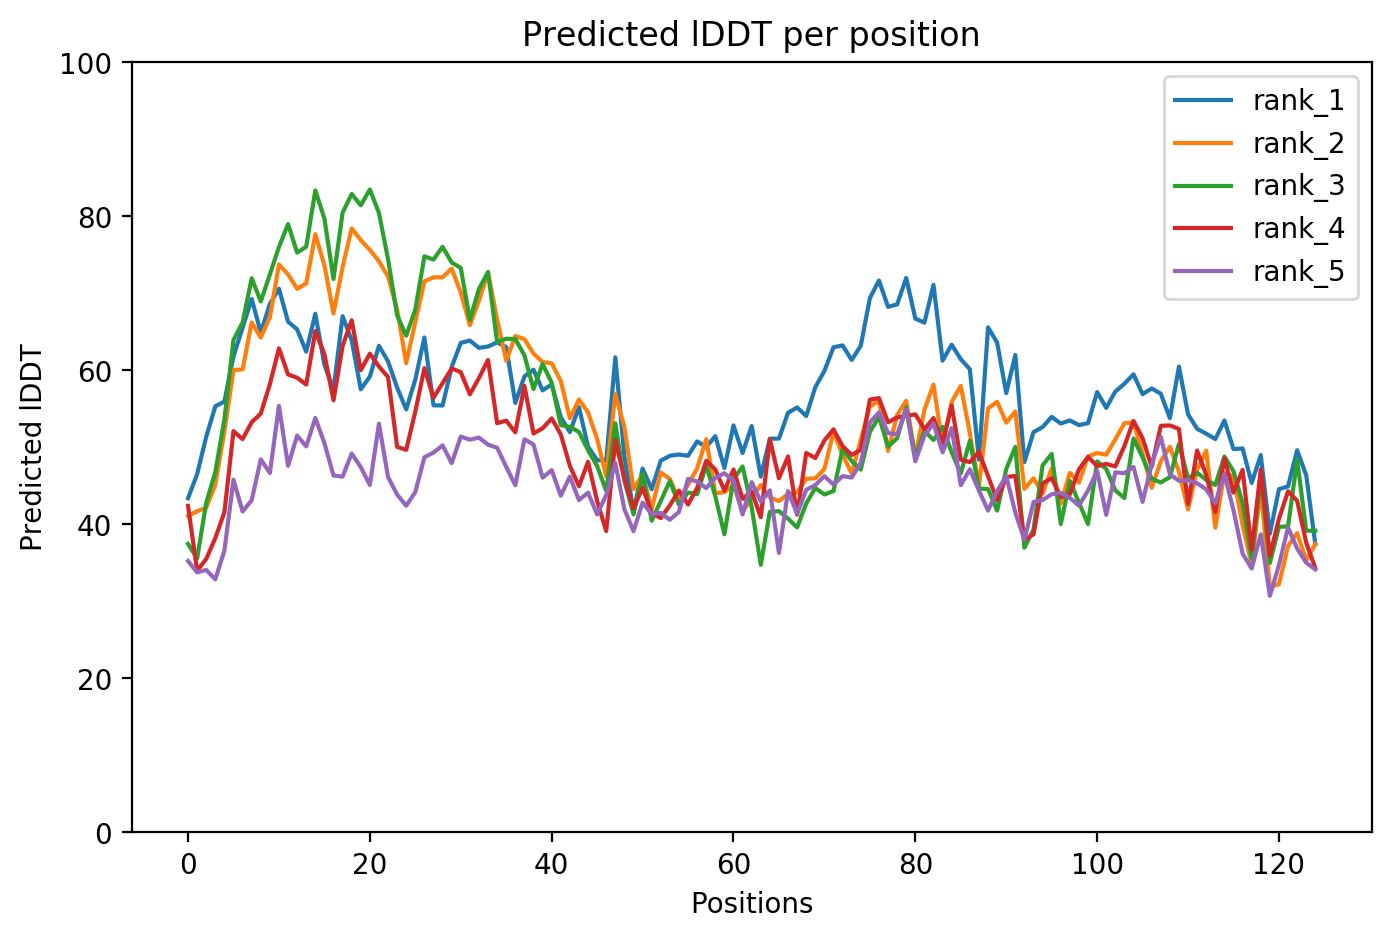 Predicted lDDT per position
100
80
60
40
20
0
Predicted lDDT
0 20 40 60 80 100 120
Positions
rank_1
rank_2
rank_3
rank_4
rank_5